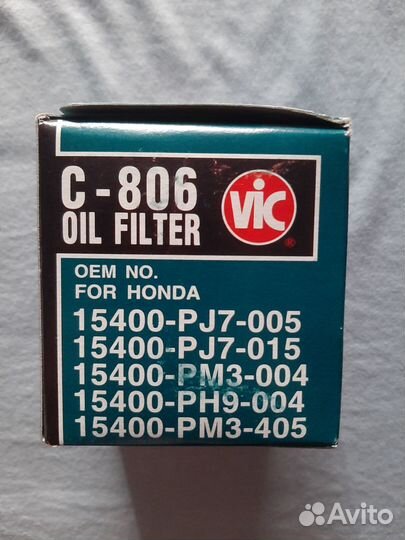 C-806
OIL FILTER
VIC
®
OEM NO.
FOR HONDA
15400-PJ7-005
15400-PJ7-015
15400-PM3-004
15400-PH9-004
15400-PM3-405
Avito